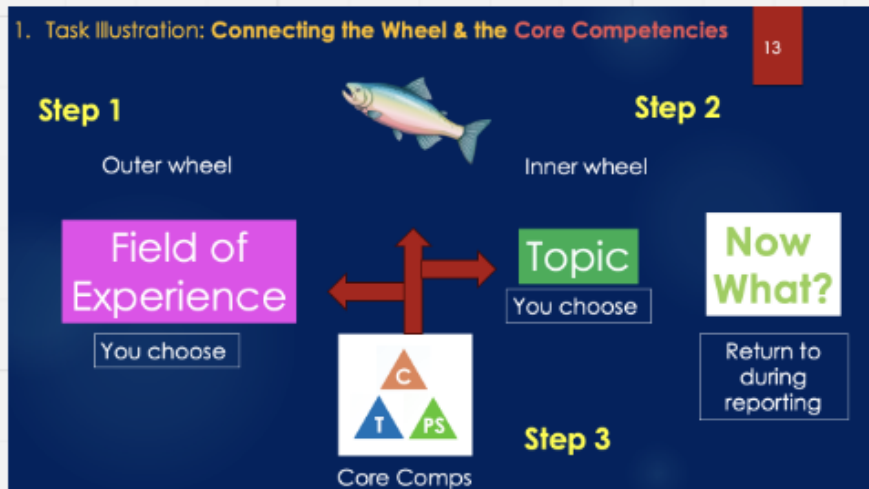 1. Task Illustration: Connecting the Wheel & the Core Competencies
13
Step 1
Step 2
Outer wheel
Inner wheel
Field of
Experience
You choose
Topic
You choose
Now
What?
Return to
during
reporting
C
T PS
Core Comps
Step 3